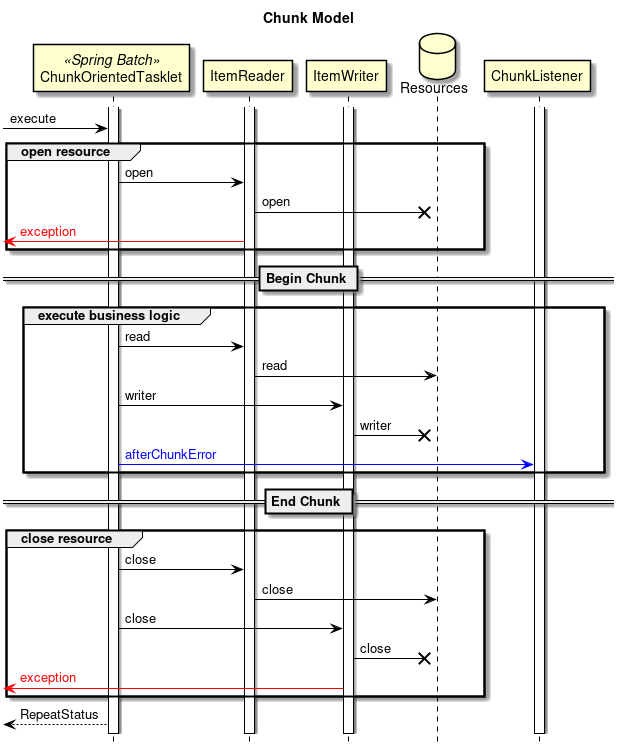 Chunk Model
«Spring Batch»
ChunkOrientedTasklet
ItemReader
ItemWriter
Resources
ChunkListener
execute
open resource
open
open
exception
Begin Chunk
execute business logic
read
read
writer
writer
afterChunkError
End Chunk
close resource
close
close
close
close
exception
RepeatStatus